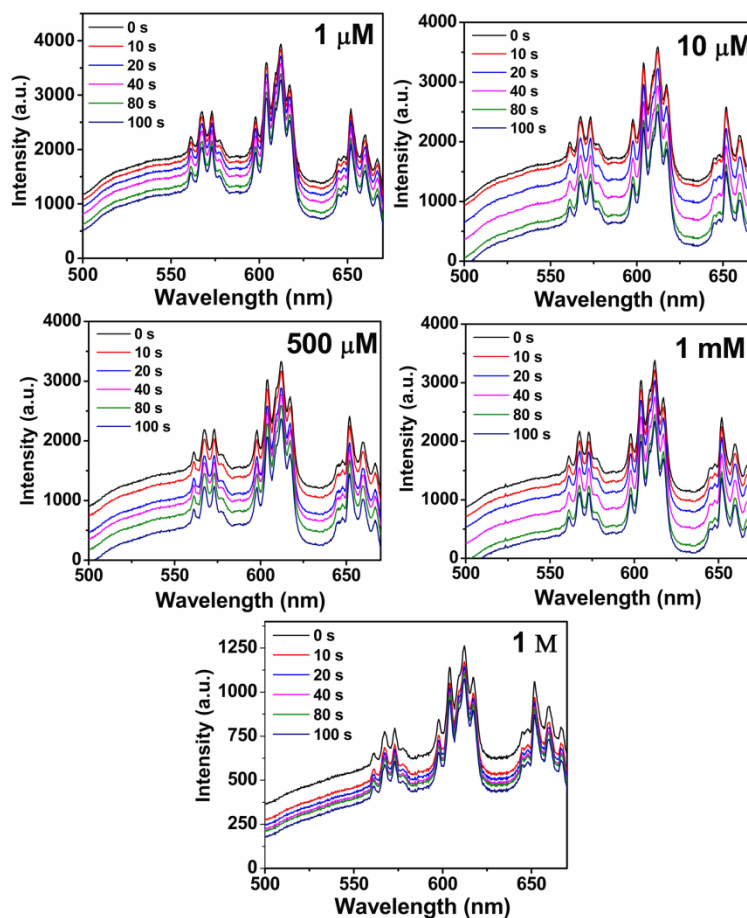 1 μM
0 s
10 s
20 s
40 s
80 s
100 s
Intensity (a.u.)
4000
3000
2000
1000
0
500
550
600
650
Wavelength (nm)
10 μM
0 s
10 s
20 s
40 s
80 s
100 s
Intensity (a.u.)
4000
3000
2000
1000
0
500
550
600
650
Wavelength (nm)
500 μM
0 s
10 s
20 s
40 s
80 s
100 s
Intensity (a.u.)
4000
3000
2000
1000
0
500
550
600
650
Wavelength (nm)
1 mM
0 s
10 s
20 s
40 s
80 s
100 s
Intensity (a.u.)
4000
3000
2000
1000
0
500
550
600
650
Wavelength (nm)
1 M
0 s
10 s
20 s
40 s
80 s
100 s
Intensity (a.u.)
1250
1000
750
500
250
0
500
550
600
650
Wavelength (nm)